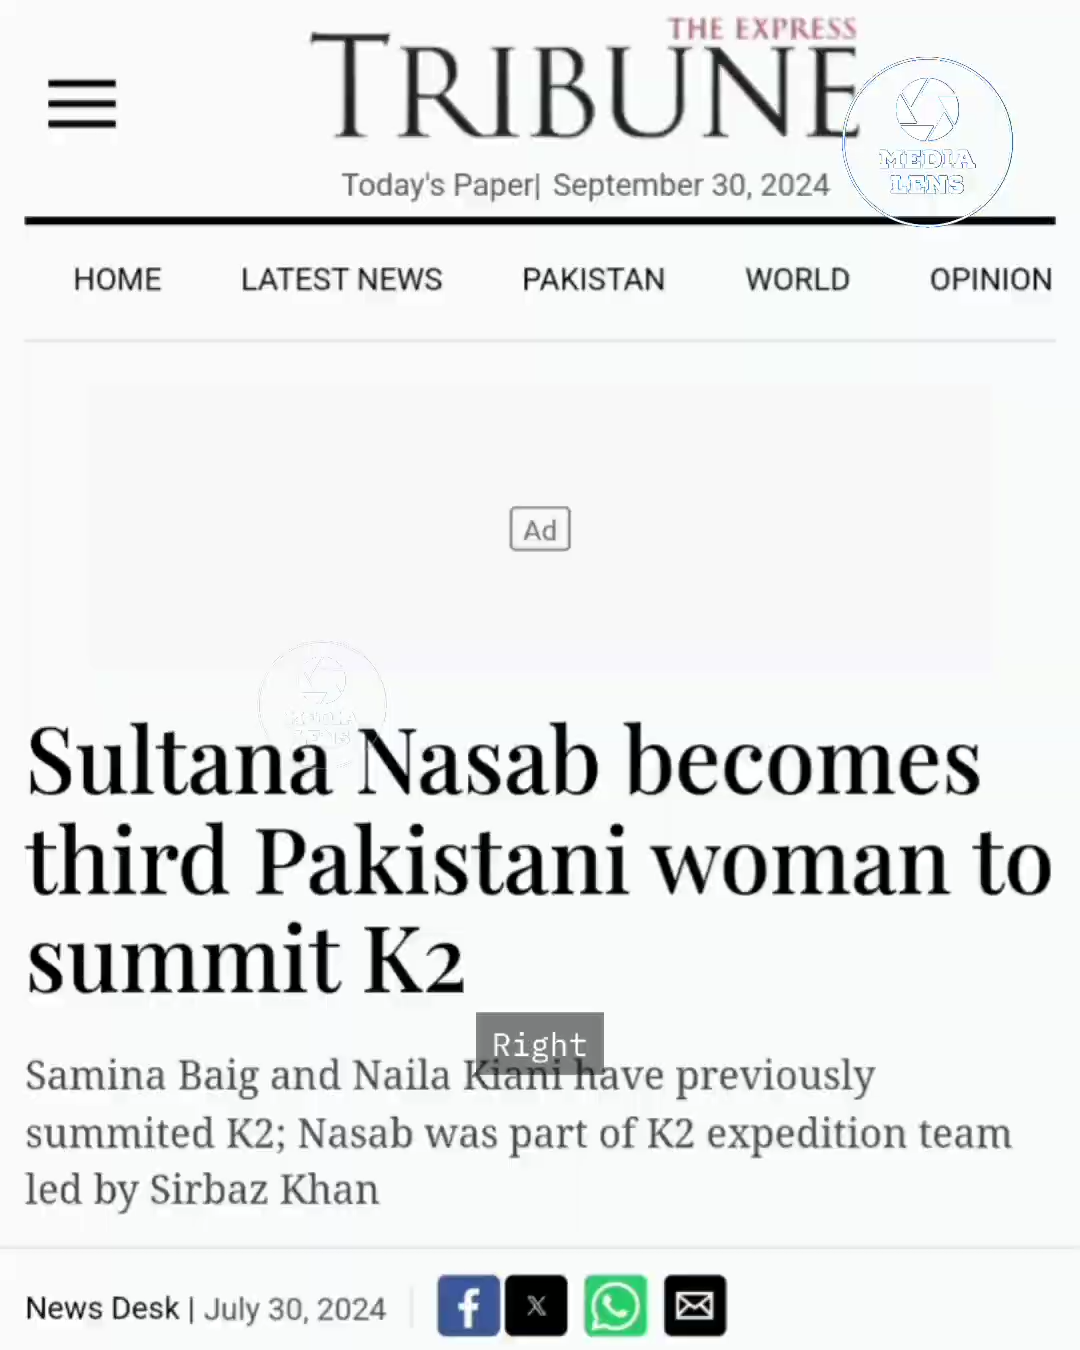 THE EXPRESS
TRIBUNE
MEDIA
LENS
Today's Paper| September 30, 2024
HOME LATEST NEWS PAKISTAN WORLD OPINION
Ad
MEDIA
LENS
Sultana Nasab becomes
third Pakistani woman to
summit K2
Right
Samina Baig and Naila Kiani have previously
summited K2; Nasab was part of K2 expedition team
led by Sirbaz Khan
News Desk | July 30, 2024